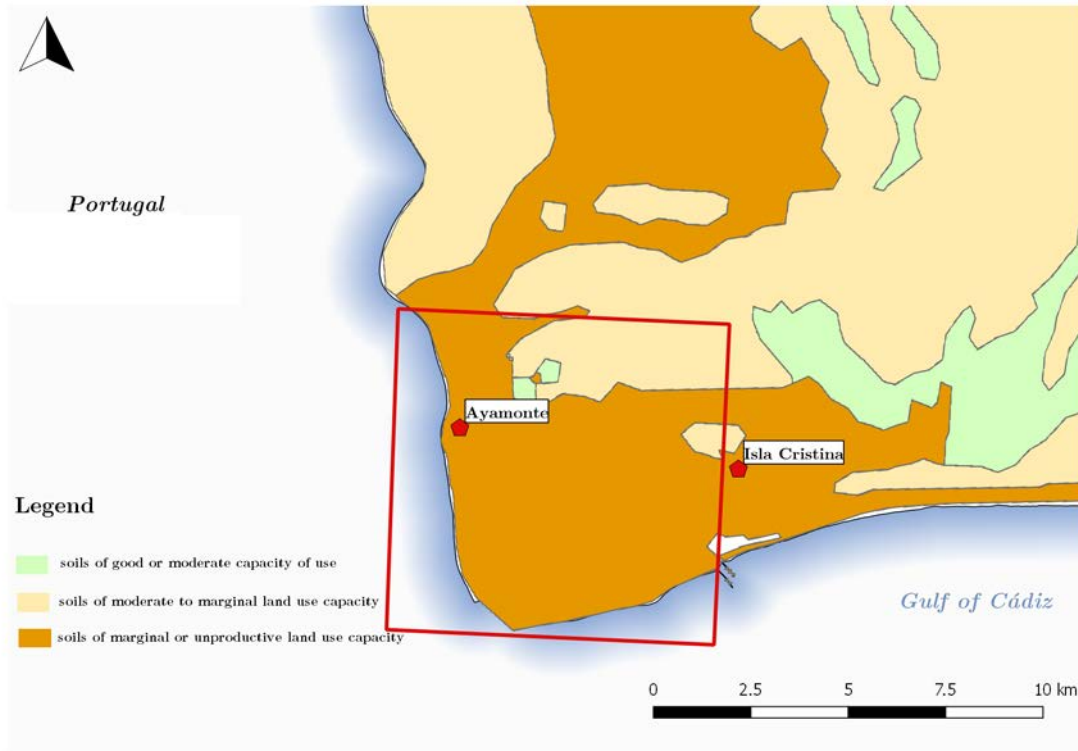 Portugal
Ayamonte
Isla Cristina
Legend
soils of good or moderate capacity of use
soils of moderate to marginal land use capacity
soils of marginal or unproductive land use capacity
Gulf of Cádiz
0 2.5 5 7.5 10 km